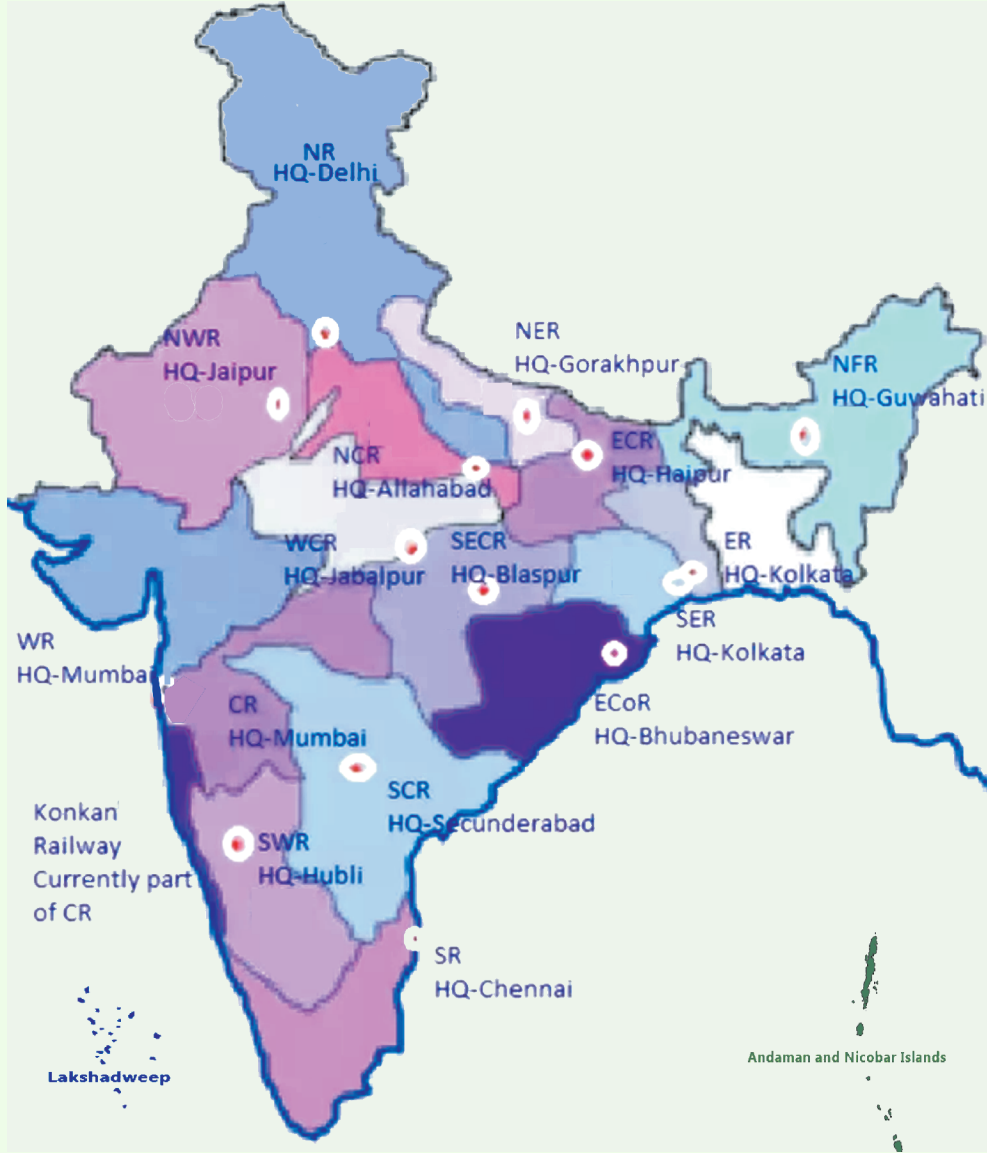 NR
HQ-Delhi
NWR
HQ-Jaipur
NER
HQ-Gorakhpur
NFR
HQ-Guwahati
NCR
HQ-Allahabad
ECR
HQ-Haipur
WCR
HQ-Jabalpur
SECR
HQ-Blaspur
ER
HQ-Kolkata
WR
HQ-Mumbai
SER
HQ-Kolkata
CR
HQ-Mumbai
ECoR
HQ-Bhubaneswar
SCR
HQ-Secunderabad
Konkan
Railway
Currently part
of CR
SWR
HQ-Hubli
SR
HQ-Chennai
Lakshadweep
Andaman and Nicobar Islands